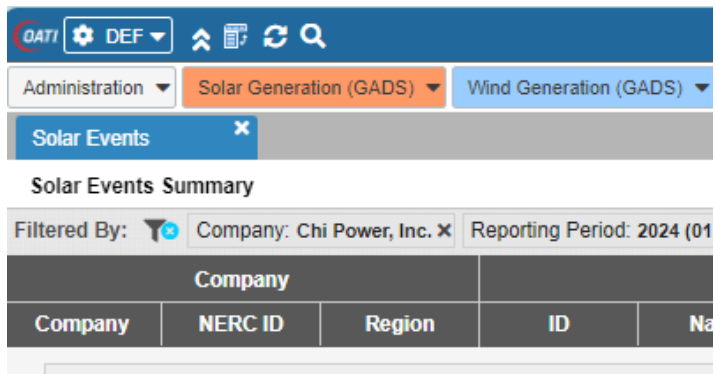 OATI DEF
Administration Solar Generation (GADS) Wind Generation (GADS)
Solar Events
Solar Events Summary
Filtered By: Company: Chi Power, Inc. Reporting Period: 2024 (01
Company
Company NERC ID Region ID Na